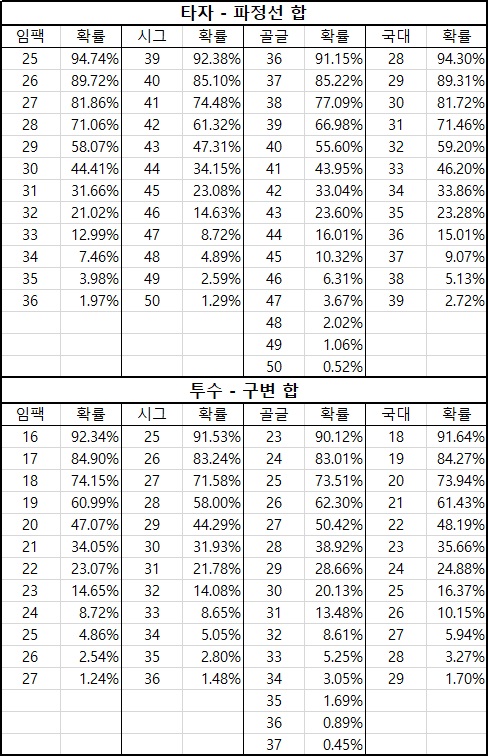 타자 - 파정선 합
임팩 확률 시그 확률 골글 확률 국대 확률
25 94.74% 39 92.38% 36 91.15% 28 94.30%
26 89.72% 40 85.10% 37 85.22% 29 89.31%
27 81.86% 41 74.48% 38 77.09% 30 81.72%
28 71.06% 42 61.32% 39 66.98% 31 71.46%
29 58.07% 43 47.31% 40 55.60% 32 59.20%
30 44.41% 44 34.15% 41 43.95% 33 46.20%
31 31.66% 45 23.08% 42 33.04% 34 33.86%
32 21.02% 46 14.63% 43 23.60% 35 23.28%
33 12.99% 47 8.72% 44 16.01% 36 15.01%
34 7.46% 48 4.89% 45 10.32% 37 9.07%
35 3.98% 49 2.59% 46 6.31% 38 5.13%
36 1.97% 50 1.29% 47 3.67% 39 2.72%
48 2.02%
49 1.06%
50 0.52%
투수 - 구변 합
임팩 확률 시그 확률 골글 확률 국대 확률
16 92.34% 25 91.53% 23 90.12% 18 91.64%
17 84.90% 26 83.24% 24 83.01% 19 84.27%
18 74.15% 27 71.58% 25 73.51% 20 73.94%
19 60.99% 28 58.00% 26 62.30% 21 61.43%
20 47.07% 29 44.29% 27 50.42% 22 48.19%
21 34.05% 30 31.93% 28 38.92% 23 35.66%
22 23.07% 31 21.78% 29 28.66% 24 24.88%
23 14.65% 32 14.08% 30 20.13% 25 16.37%
24 8.72% 33 8.65% 31 13.48% 26 10.15%
25 4.86% 34 5.05% 32 8.61% 27 5.94%
26 2.54% 35 2.80% 33 5.25% 28 3.27%
27 1.24% 36 1.48% 34 3.05% 29 1.70%
35 1.69%
36 0.89%
37 0.45%